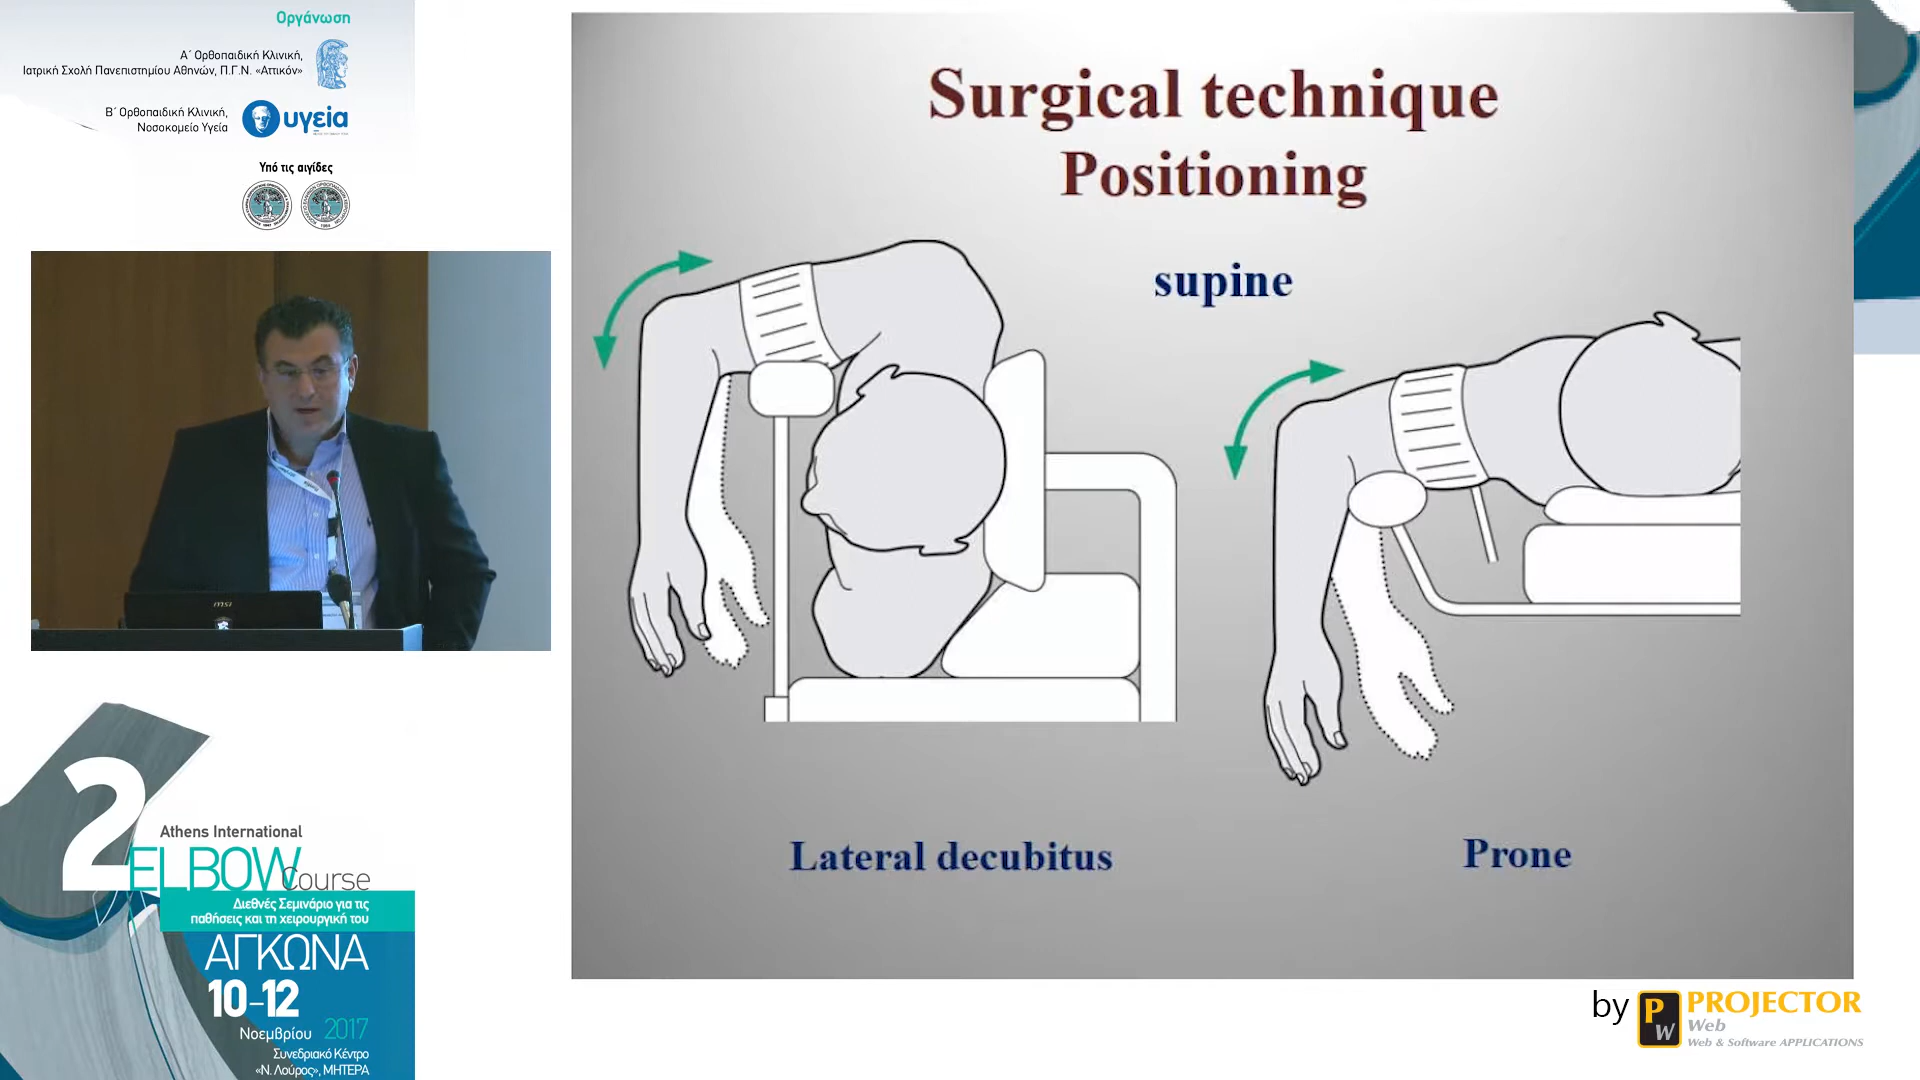 Οργάνωση
Α΄ Ορθοπαιδική Κλινική,
Ιατρική Σχολή Πανεπιστημίου Αθηνών, Π.Γ.Ν. «Αττικόν»
Β΄ Ορθοπαιδική Κλινική,
Νοσοκομείο Υγεία
υγεία
Υπό τις αιγίδες
msi
2
Athens International
ELBOW
Course
Διεθνές Σεμινάριο για τις
παθήσεις και τη χειρουργική του
ΑΓΚΩΝΑ
10-12
Νοεμβρίου 2017
Συνεδριακό Κέντρο
«Ν. Λούρος», ΜΗΤΕΡΑ
Surgical technique
Positioning
supine
Lateral decubitus
Prone
by PW PROJECTOR
Web
Web & Software APPLICATIONS